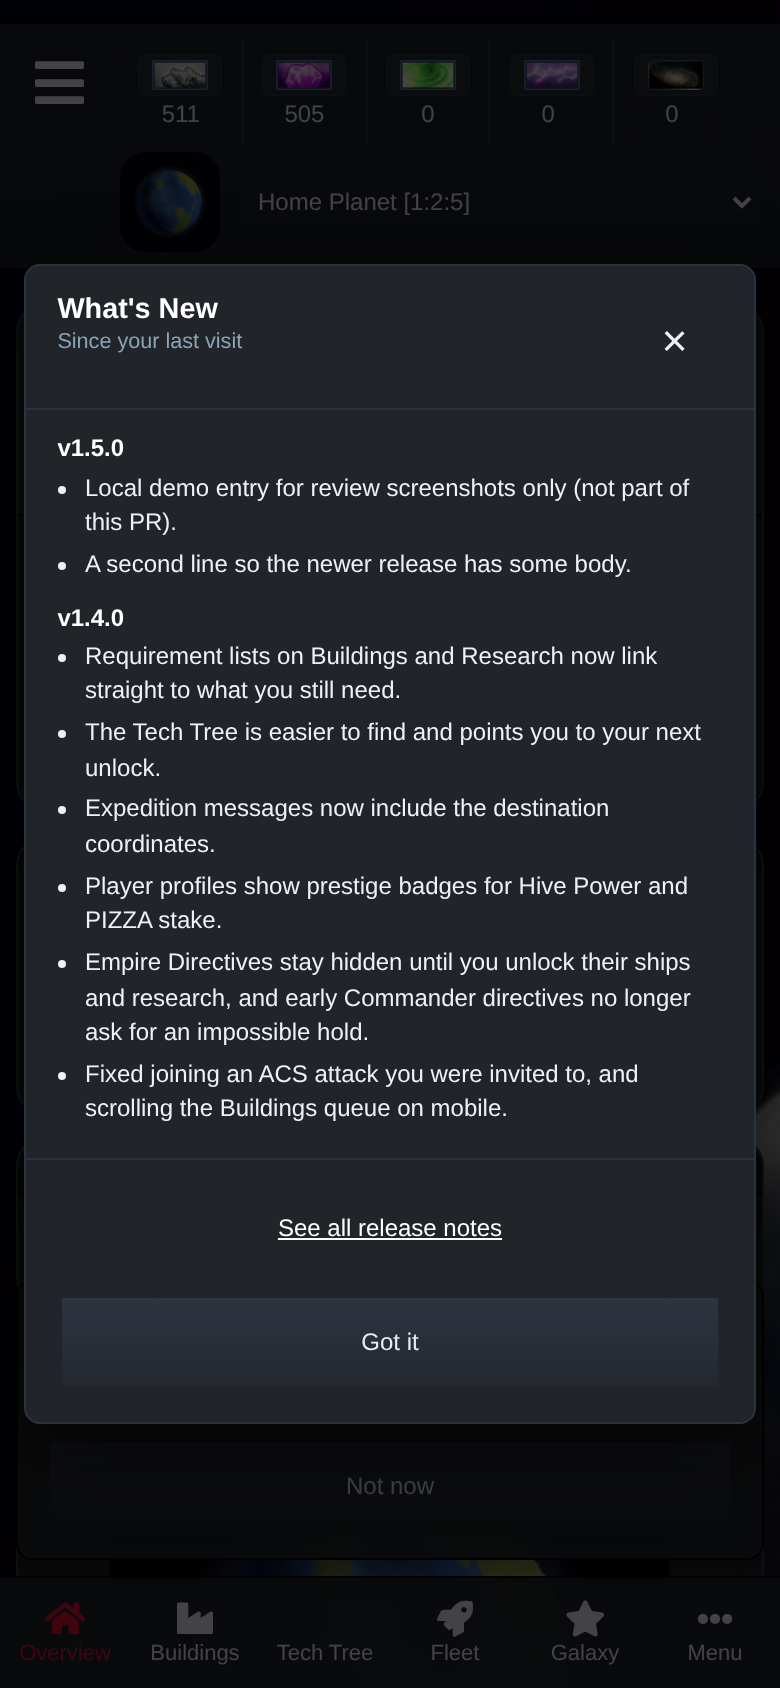 511
505
0
0
0
Home Planet [1:2:5]
What's New
Since your last visit
v1.5.0
Local demo entry for review screenshots only (not part of
this PR).
A second line so the newer release has some body.
v1.4.0
Requirement lists on Buildings and Research now link
straight to what you still need.
The Tech Tree is easier to find and points you to your next
unlock.
Expedition messages now include the destination
coordinates.
Player profiles show prestige badges for Hive Power and
PIZZA stake.
Empire Directives stay hidden until you unlock their ships
and research, and early Commander directives no longer
ask for an impossible hold.
Fixed joining an ACS attack you were invited to, and
scrolling the Buildings queue on mobile.
See all release notes
Got it
Not now
Overview
Buildings
Tech Tree
Fleet
Galaxy
Menu